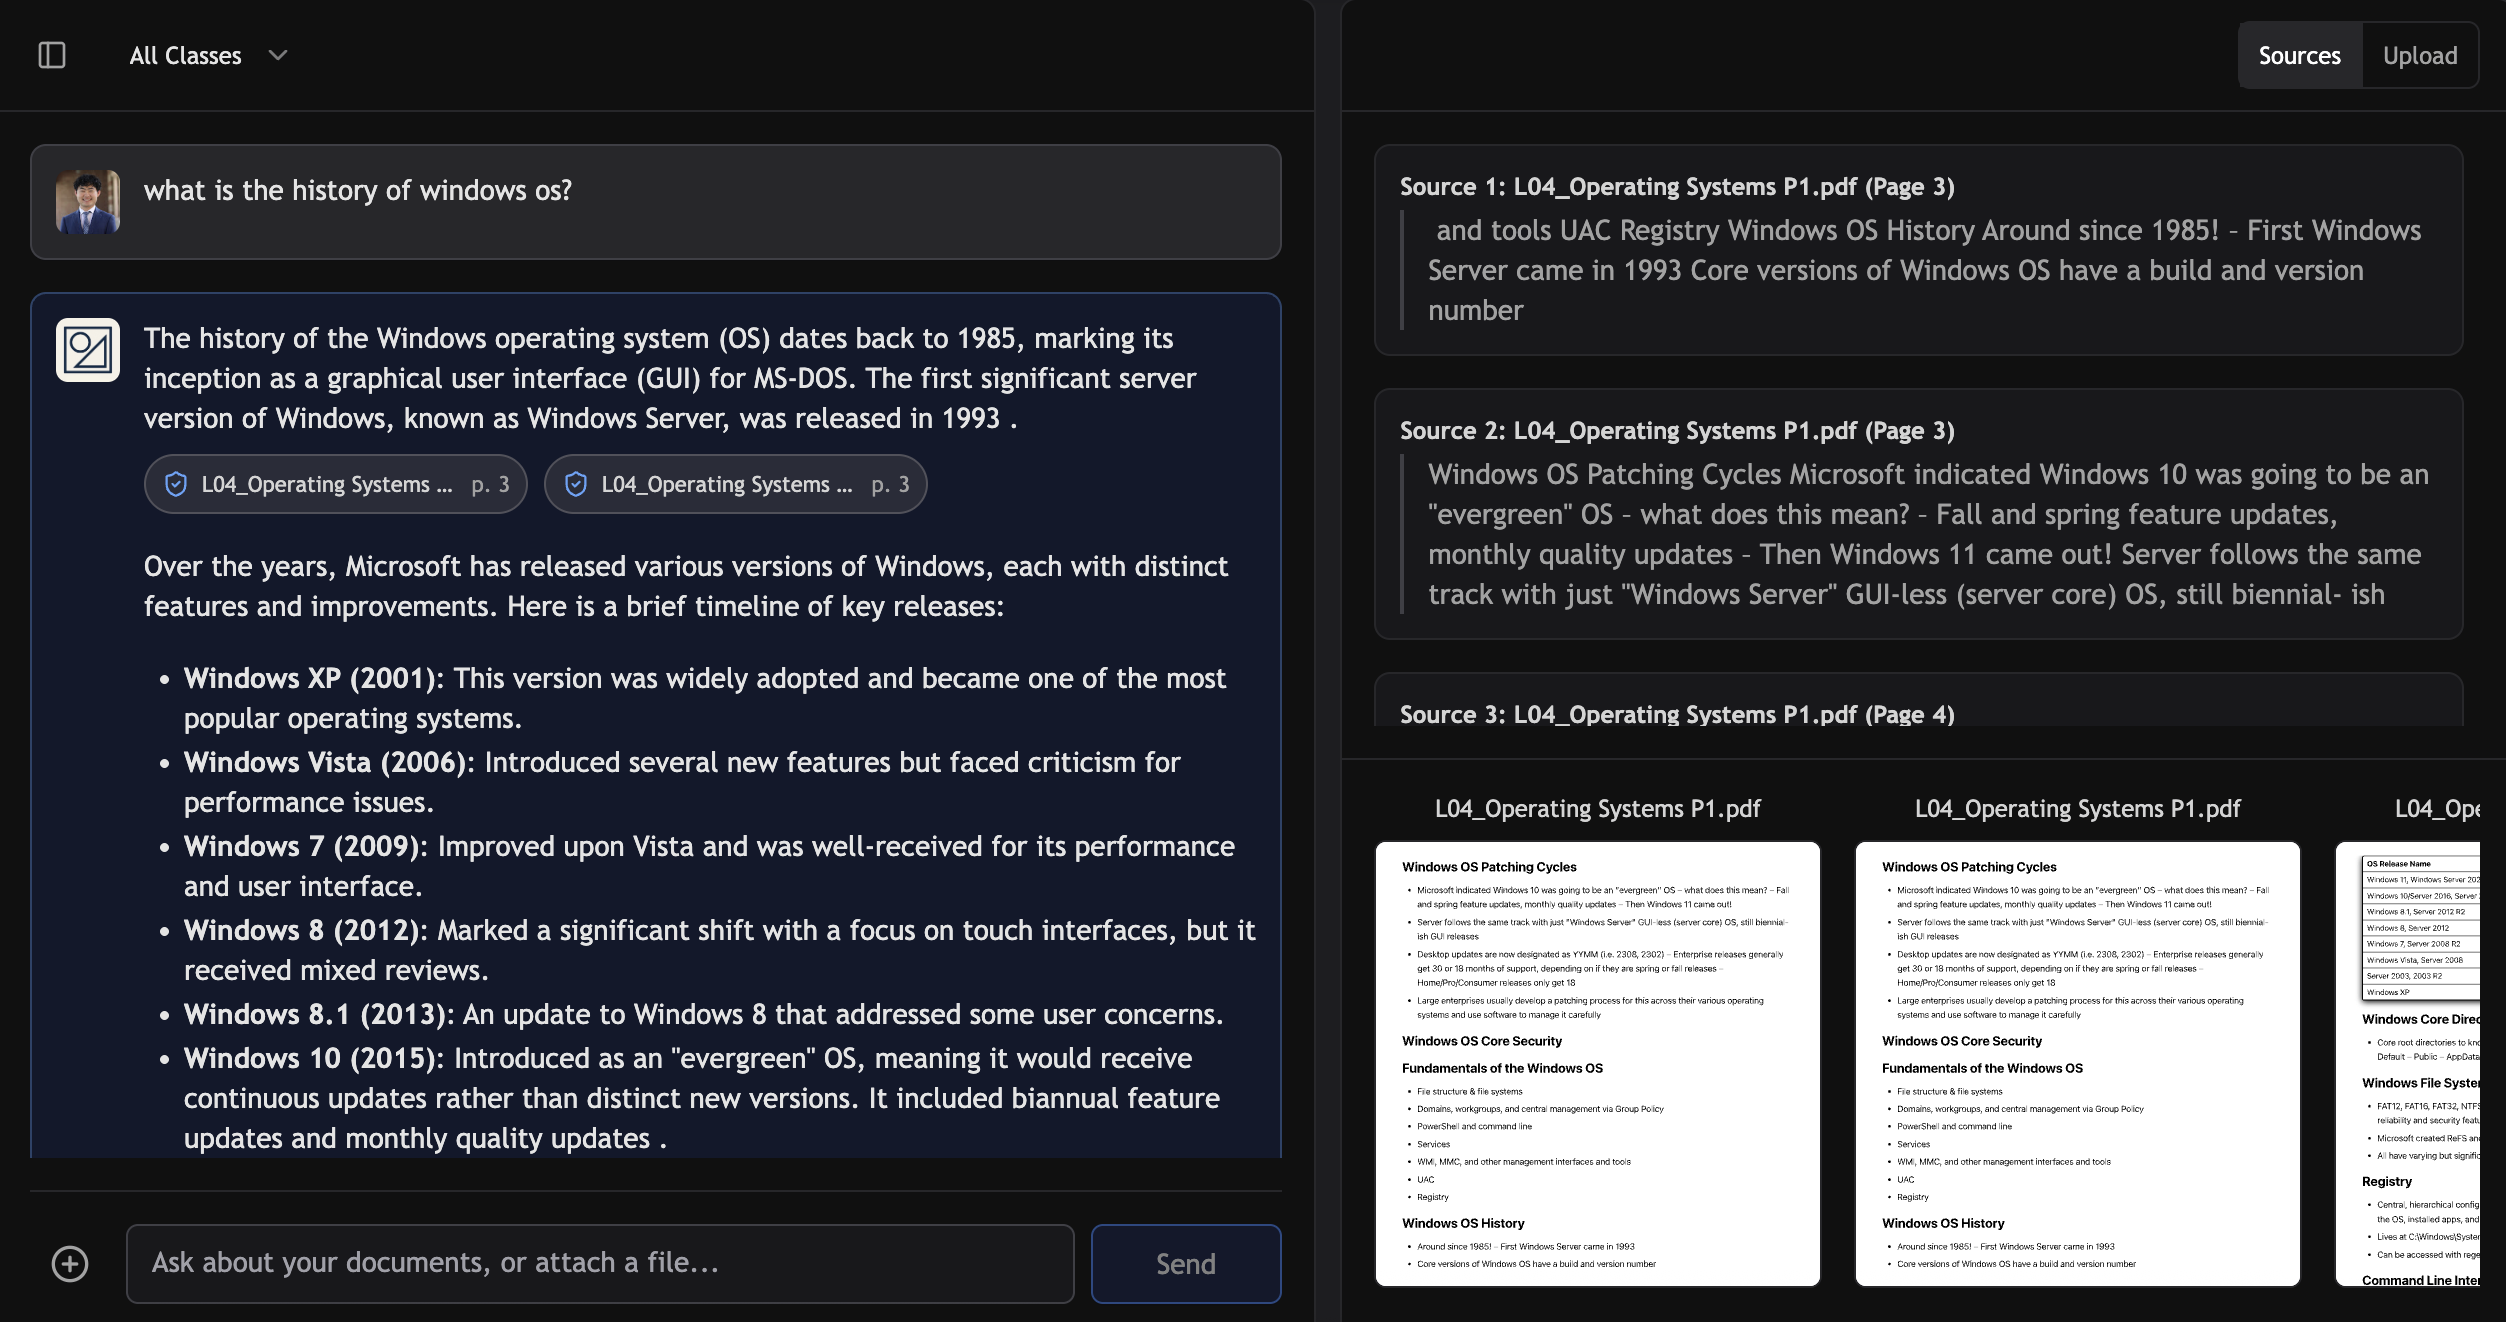 All Classes
what is the history of windows os?
The history of the Windows operating system (OS) dates back to 1985, marking its
inception as a graphical user interface (GUI) for MS-DOS. The first significant server
version of Windows, known as Windows Server, was released in 1993 .
L04_Operating Systems ... p. 3
L04_Operating Systems ... p. 3
Over the years, Microsoft has released various versions of Windows, each with distinct
features and improvements. Here is a brief timeline of key releases:
• Windows XP (2001): This version was widely adopted and became one of the most
popular operating systems.
• Windows Vista (2006): Introduced several new features but faced criticism for
performance issues.
• Windows 7 (2009): Improved upon Vista and was well-received for its performance
and user interface.
• Windows 8 (2012): Marked a significant shift with a focus on touch interfaces, but it
received mixed reviews.
• Windows 8.1 (2013): An update to Windows 8 that addressed some user concerns.
• Windows 10 (2015): Introduced as an "evergreen" OS, meaning it would receive
continuous updates rather than distinct new versions. It included biannual feature
updates and monthly quality updates .
Ask about your documents, or attach a file...
Send
Sources
Upload
Source 1: L04_Operating Systems P1.pdf (Page 3)
and tools UAC Registry Windows OS History Around since 1985! - First Windows
Server came in 1993 Core versions of Windows OS have a build and version
number
Source 2: L04_Operating Systems P1.pdf (Page 3)
Windows OS Patching Cycles Microsoft indicated Windows 10 was going to be an
"evergreen" OS - what does this mean? - Fall and spring feature updates,
monthly quality updates - Then Windows 11 came out! Server follows the same
track with just "Windows Server" GUI-less (server core) OS, still biennial- ish
Source 3: L04_Operating Systems P1.pdf (Page 4)
L04_Operating Systems P1.pdf
Windows OS Patching Cycles
• Microsoft indicated Windows 10 was going to be an "evergreen" OS – what does this mean? – Fall
and spring feature updates, monthly quality updates – Then Windows 11 came out!
• Server follows the same track with just "Windows Server" GUI-less (server core) OS, still biennial-
ish GUI releases
• Desktop updates are now designated as YYMM (i.e. 2308, 2302) – Enterprise releases generally
get 30 or 18 months of support, depending on if they are spring or fall releases –
Home/Pro/Consumer releases only get 18
• Large enterprises usually develop a patching process for this across their various operating
systems and use software to manage it carefully
Windows OS Core Security
Fundamentals of the Windows OS
• File structure & file systems
• Domains, workgroups, and central management via Group Policy
• PowerShell and command line
• Services
• WMI, MMC, and other management interfaces and tools
• UAC
• Registry
Windows OS History
• Around since 1985! – First Windows Server came in 1993
• Core versions of Windows OS have a build and version number
L04_Operating Systems P1.pdf
Windows OS Patching Cycles
• Microsoft indicated Windows 10 was going to be an "evergreen" OS – what does this mean? – Fall
and spring feature updates, monthly quality updates – Then Windows 11 came out!
• Server follows the same track with just "Windows Server" GUI-less (server core) OS, still biennial-
ish GUI releases
• Desktop updates are now designated as YYMM (i.e. 2308, 2302) – Enterprise releases generally
get 30 or 18 months of support, depending on if they are spring or fall releases –
Home/Pro/Consumer releases only get 18
• Large enterprises usually develop a patching process for this across their various operating
systems and use software to manage it carefully
Windows OS Core Security
Fundamentals of the Windows OS
• File structure & file systems
• Domains, workgroups, and central management via Group Policy
• PowerShell and command line
• Services
• WMI, MMC, and other management interfaces and tools
• UAC
• Registry
Windows OS History
• Around since 1985! – First Windows Server came in 1993
• Core versions of Windows OS have a build and version number
L04_Ope
OS Release Name
Windows 11, Windows Server 202
Windows 10/Server 2016, Server
Windows 8.1, Server 2012 R2
Windows 8, Server 2012
Windows 7, Server 2008 R2
Windows Vista, Server 2008
Server 2003, 2003 R2
Windows XP
Windows Core Direc
• Core root directories to kno
Default – Public – AppData
Windows File System
• FAT12, FAT16, FAT32, NTFS
reliability and security featu
• Microsoft created ReFS an
• All have varying but signific
Registry
• Central, hierarchical config
the OS, installed apps, and
• Lives at C:\Windows\System
• Can be accessed with rege
Command Line Inter